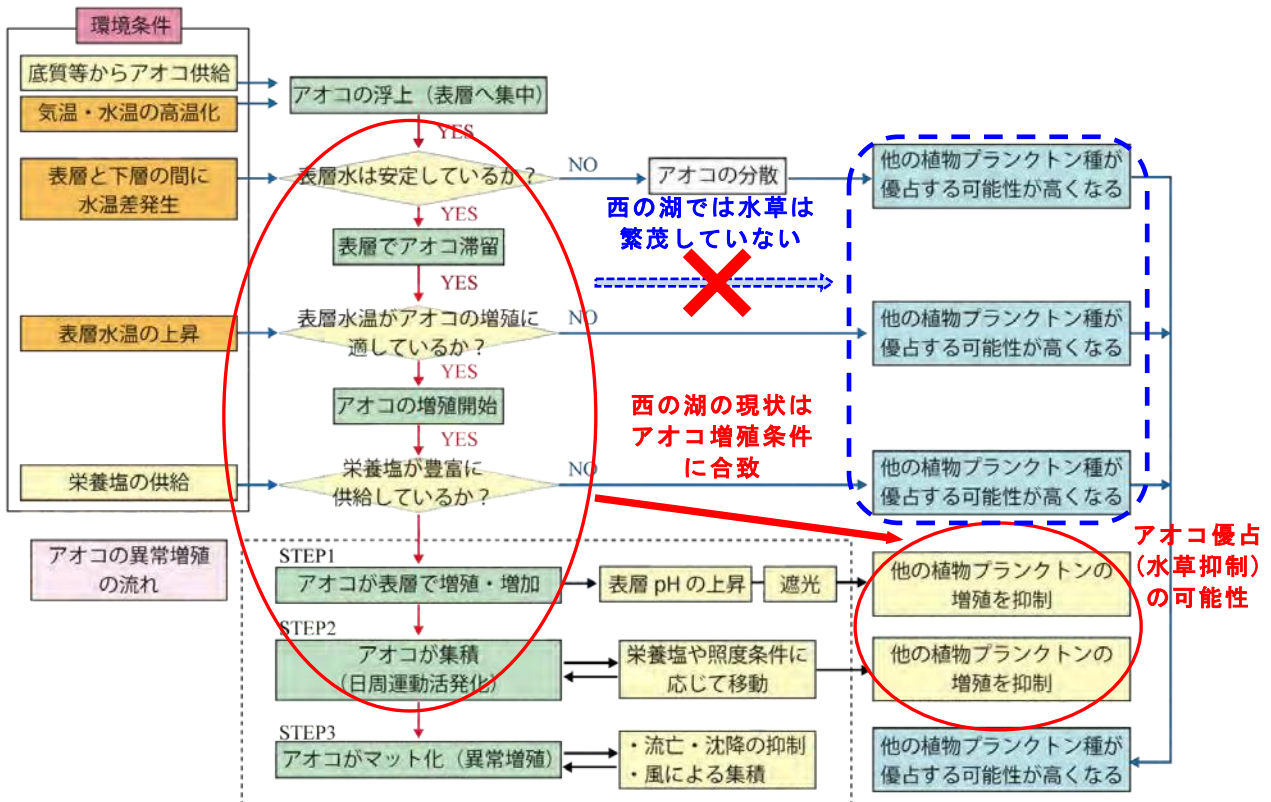 環境条件
底質等からアオコ供給
気温・水温の高温化
アオコの浮上（表層へ集中）
YES
表層と下層の間に
水温差発生
表層水は安定しているか？
NO
アオコの分散
他の植物プランクトン種が
優占する可能性が高くなる
YES
西の湖では水草は
繁茂していない
表層でアオコ滞留
YES
表層水温の上昇
表層水温がアオコの増殖に
適しているか？
NO
他の植物プランクトン種が
優占する可能性が高くなる
YES
アオコの増殖開始
西の湖の現状は
アオコ増殖条件
に合致
YES
栄養塩の供給
栄養塩が豊富に
供給しているか？
NO
他の植物プランクトン種が
優占する可能性が高くなる
アオコ優占
(水草抑制)
の可能性
アオコの異常増殖
の流れ
STEP1
アオコが表層で増殖・増加
表層 pH の上昇
遮光
他の植物プランクトンの
増殖を抑制
STEP2
アオコが集積
（日周運動活発化）
栄養塩や照度条件に
応じて移動
他の植物プランクトンの
増殖を抑制
STEP3
アオコがマット化（異常増殖）
・流亡・沈降の抑制
・風による集積
他の植物プランクトン種が
優占する可能性が高くなる